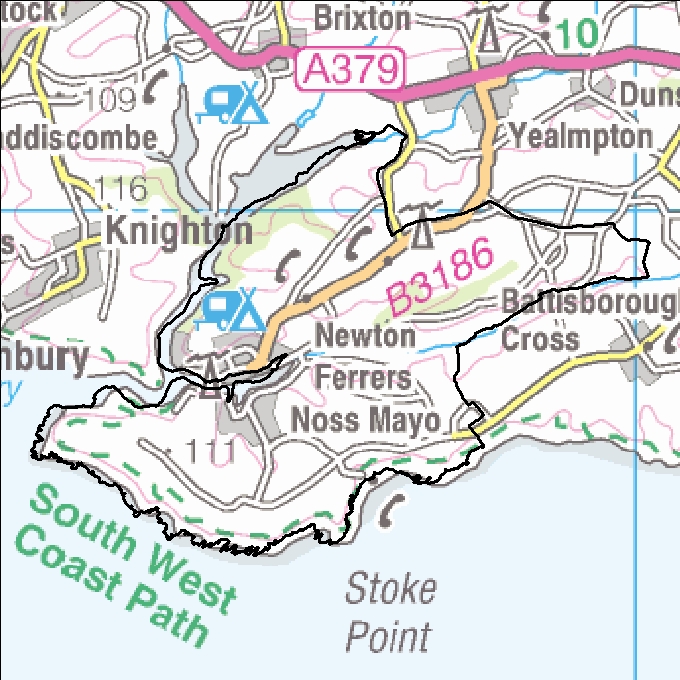 tock
Brixton
10
A379
109
Duns
addiscombe
Yealmpton
116
Knighton
s
B3186
Battisborough
Cross
Newton
Ferrers
nbury
y
Noss Mayo
111
South West
Coast Path
Stoke
Point